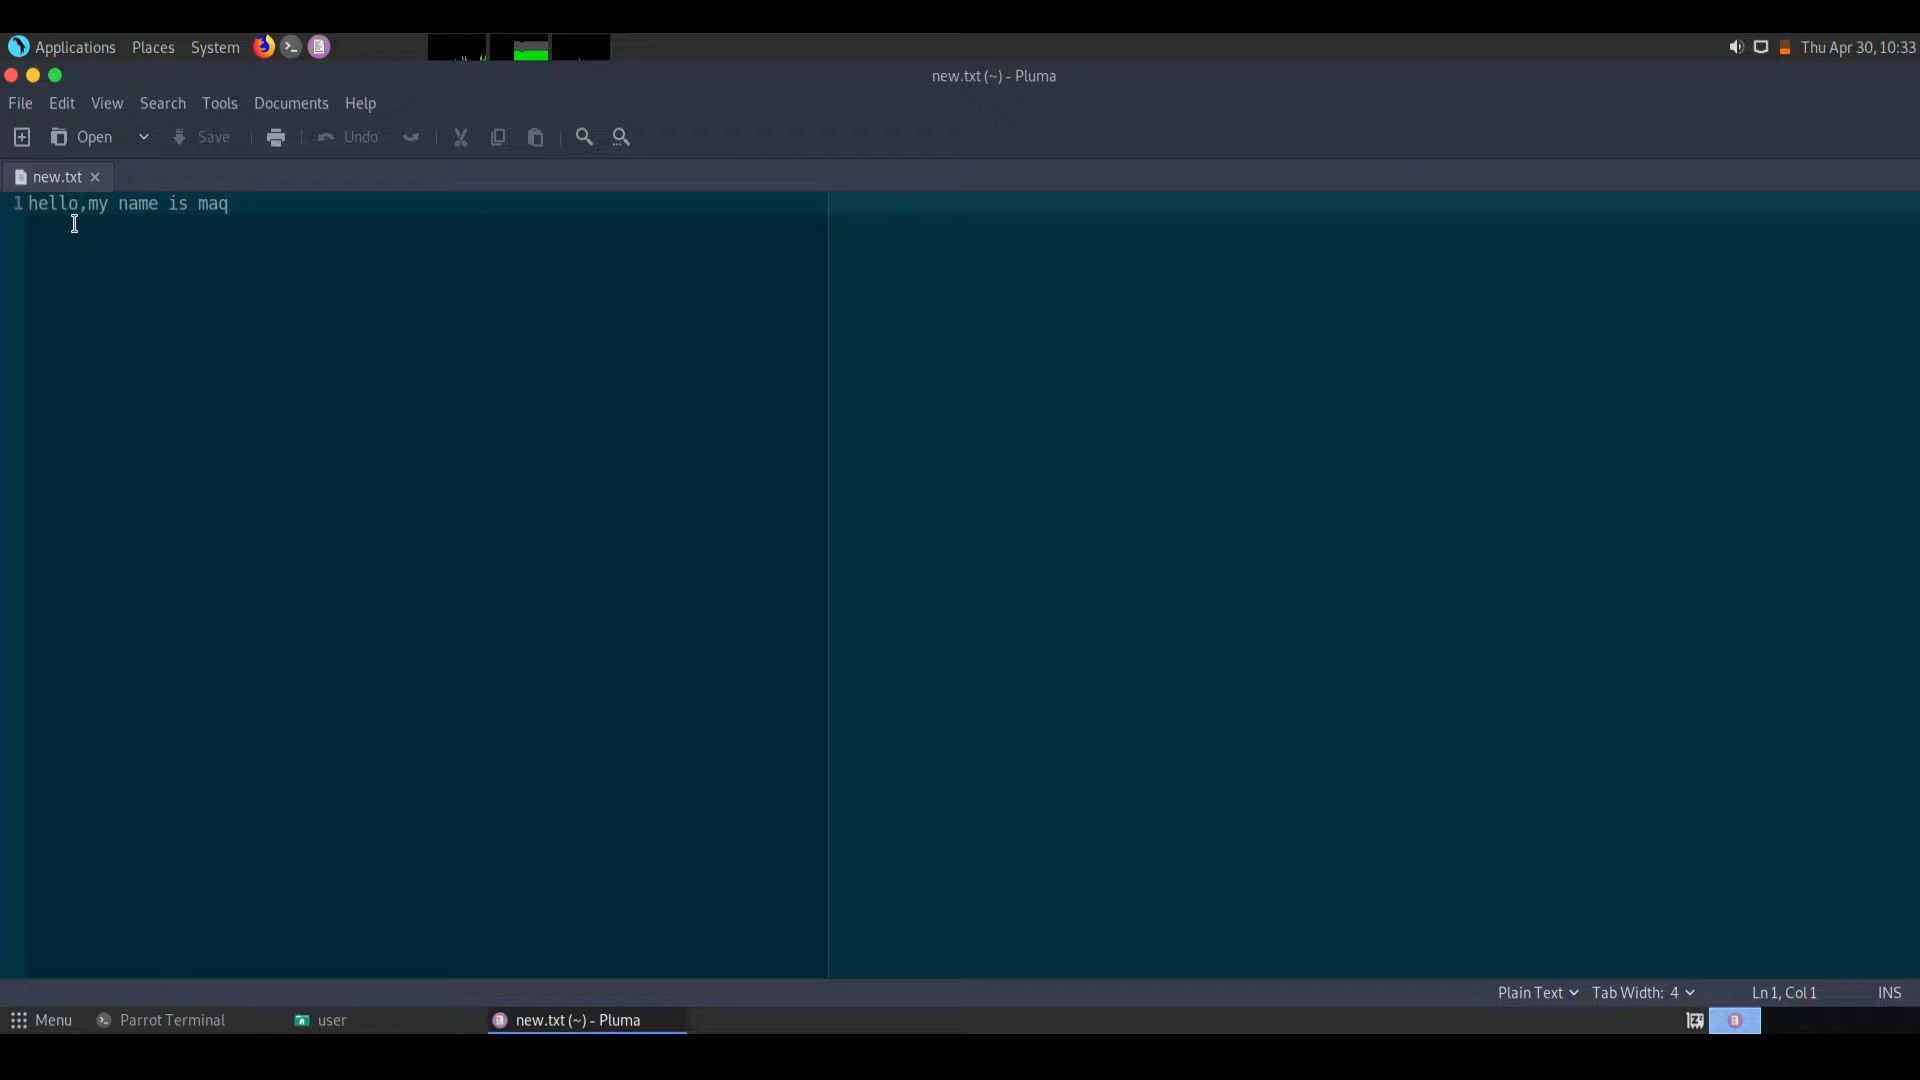 Applications Places System Thu Apr 30, 10:33
new.txt (~) - Pluma
File Edit View Search Tools Documents Help
Open Save Undo
new.txt
1 hello,my name is maq
Plain Text Tab Width: 4 Ln 1, Col 1 INS
Menu Parrot Terminal user new.txt (~) - Pluma